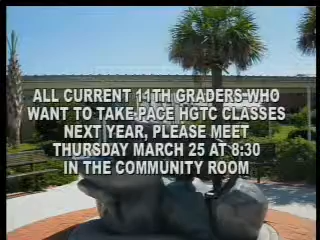 ALL CURRENT 11TH GRADERS WHO
WANT TO TAKE PACE HGTC CLASSES
NEXT YEAR, PLEASE MEET
THURSDAY MARCH 25 AT 8:30
IN THE COMMUNITY ROOM